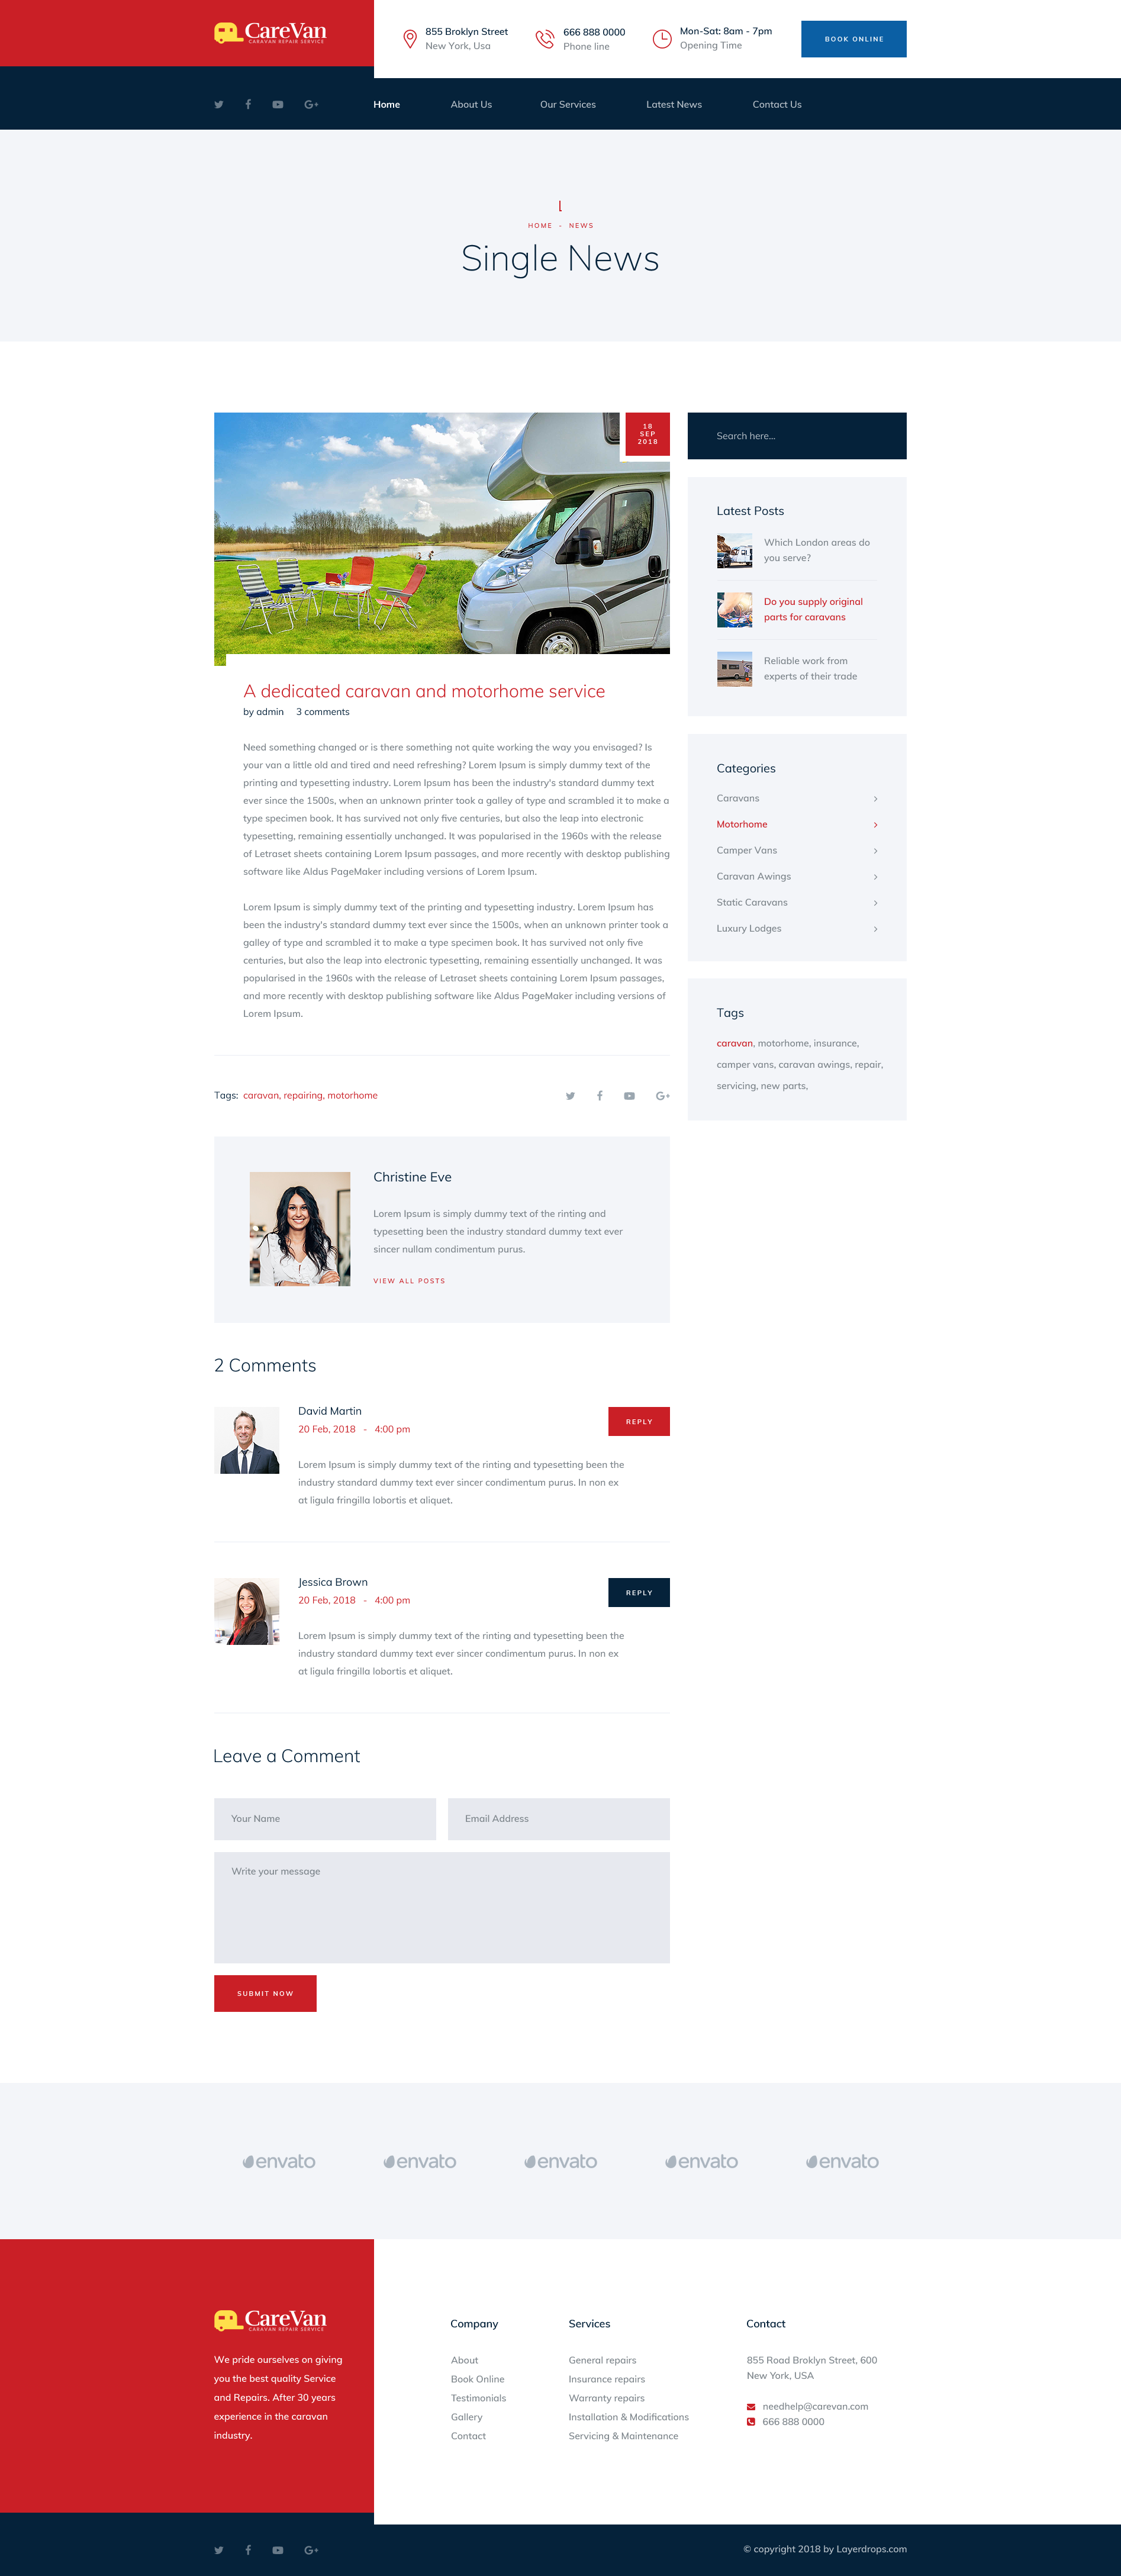 CareVan
CARAVAN REPAIR SERVICE
855 Broklyn Street
New York, Usa
666 888 0000
Phone line
Mon-Sat: 8am - 7pm
Opening Time
BOOK ONLINE
Home
About Us
Our Services
Latest News
Contact Us
HOME - NEWS
Single News
18
SEP
2018
A dedicated caravan and motorhome service
by admin 3 comments
Need something changed or is there something not quite working the way you envisaged? Is
your van a little old and tired and need refreshing? Lorem Ipsum is simply dummy text of the
printing and typesetting industry. Lorem Ipsum has been the industry's standard dummy text
ever since the 1500s, when an unknown printer took a galley of type and scrambled it to make a
type specimen book. It has survived not only five centuries, but also the leap into electronic
typesetting, remaining essentially unchanged. It was popularised in the 1960s with the release
of Letraset sheets containing Lorem Ipsum passages, and more recently with desktop publishing
software like Aldus PageMaker including versions of Lorem Ipsum.
Lorem Ipsum is simply dummy text of the printing and typesetting industry. Lorem Ipsum has
been the industry's standard dummy text ever since the 1500s, when an unknown printer took a
galley of type and scrambled it to make a type specimen book. It has survived not only five
centuries, but also the leap into electronic typesetting, remaining essentially unchanged. It was
popularised in the 1960s with the release of Letraset sheets containing Lorem Ipsum passages,
and more recently with desktop publishing software like Aldus PageMaker including versions of
Lorem Ipsum.
Tags: caravan, repairing, motorhome
Christine Eve
Lorem Ipsum is simply dummy text of the rinting and
typesetting been the industry standard dummy text ever
sincer nullam condimentum purus.
VIEW ALL POSTS
2 Comments
David Martin
20 Feb, 2018 - 4:00 pm
REPLY
Lorem Ipsum is simply dummy text of the rinting and typesetting been the
industry standard dummy text ever sincer condimentum purus. In non ex
at ligula fringilla lobortis et aliquet.
Jessica Brown
20 Feb, 2018 - 4:00 pm
REPLY
Lorem Ipsum is simply dummy text of the rinting and typesetting been the
industry standard dummy text ever sincer condimentum purus. In non ex
at ligula fringilla lobortis et aliquet.
Leave a Comment
Your Name
Email Address
Write your message
SUBMIT NOW
Search here...
Latest Posts
Which London areas do
you serve?
Do you supply original
parts for caravans
Reliable work from
experts of their trade
Categories
Caravans
Motorhome
Camper Vans
Caravan Awings
Static Caravans
Luxury Lodges
Tags
caravan, motorhome, insurance,
camper vans, caravan awings, repair,
servicing, new parts,
envato
envato
envato
envato
envato
CareVan
CARAVAN REPAIR SERVICE
We pride ourselves on giving
you the best quality Service
and Repairs. After 30 years
experience in the caravan
industry.
Company
About
Book Online
Testimonials
Gallery
Contact
Services
General repairs
Insurance repairs
Warranty repairs
Installation & Modifications
Servicing & Maintenance
Contact
855 Road Broklyn Street, 600
New York, USA
needhelp@carevan.com
666 888 0000
© copyright 2018 by Layerdrops.com